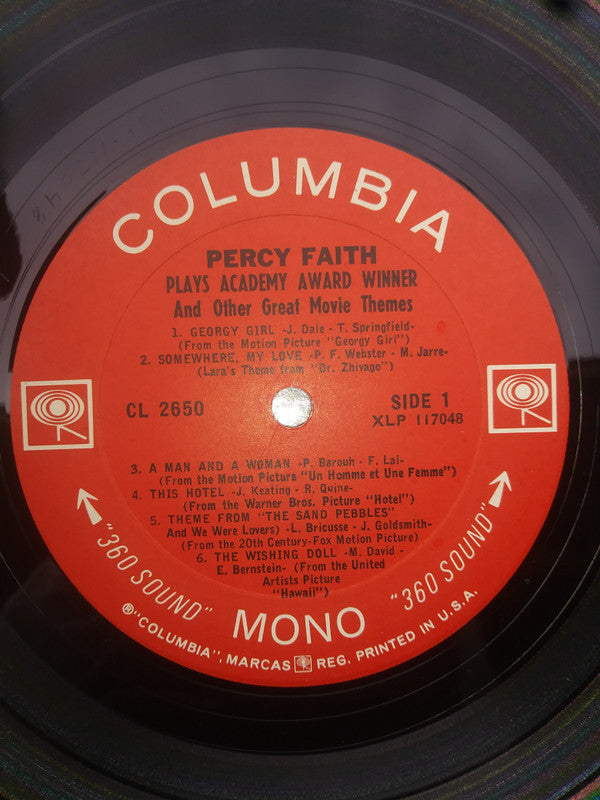 COLUMBIA
PERCY FAITH
PLAYS ACADEMY AWARD WINNER
And Other Great Movie Themes
1. GEORGY GIRL -J. Dale - T. Springfield-
(From the Motion Picture "Georgy Girl")
2. SOMEWHERE, MY LOVE -P. F. Webster - M. Jarre-
(Lara's Theme from "Dr. Zhivago")
CL 2650
SIDE 1
XLP 117048
3. A MAN AND A WOMAN -P. Barouh - F. Lai-
(From the Motion Picture "Un Homme et Une Femme")
4. THIS HOTEL -J. Keating - R. Quine-
(From the Warner Bros. Picture "Hotel")
5. THEME FROM "THE SAND PEBBLES"
And We Were Lovers) -L. Bricusse - J. Goldsmith-
(From the 20th Century-Fox Motion Picture)
6. THE WISHING DOLL -M. David -
E. Bernstein- (From the United
Artists Picture
"Hawaii")
"360 SOUND"
MONO
"360 SOUND"
®"COLUMBIA", MARCAS REG. PRINTED IN U.S.A.